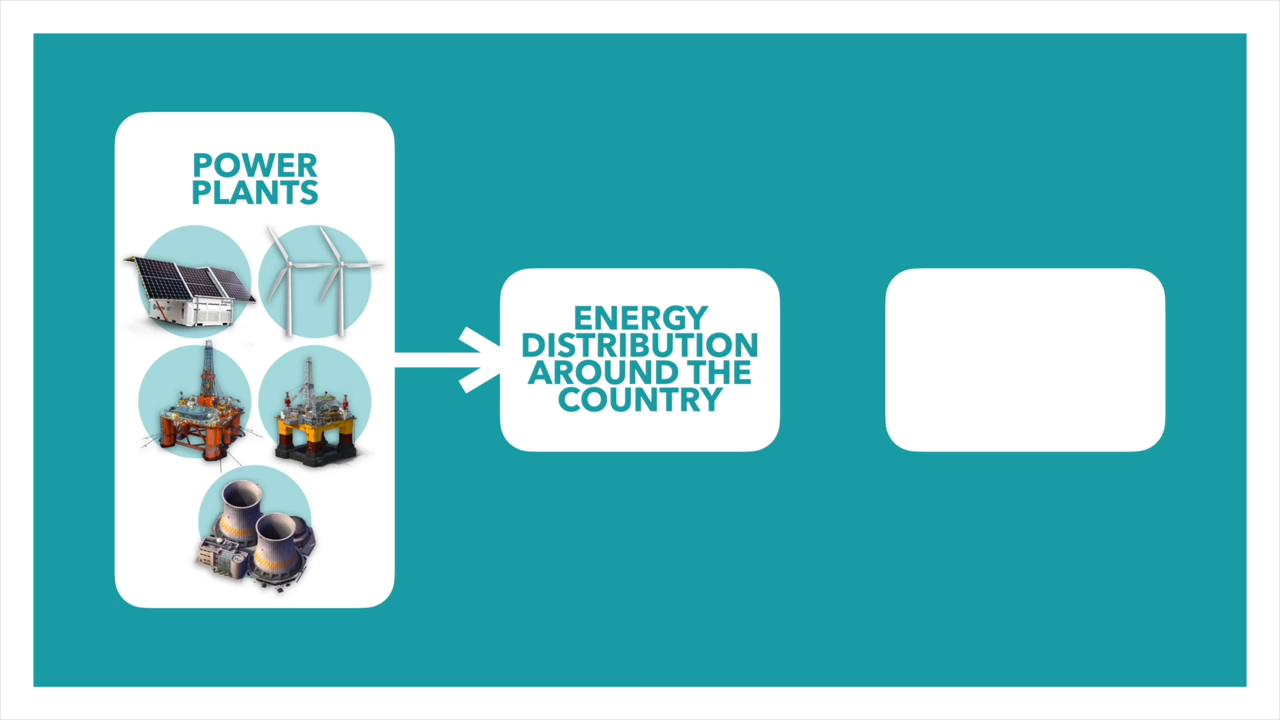 POWER
PLANTS
ENERGY
DISTRIBUTION
AROUND THE
COUNTRY